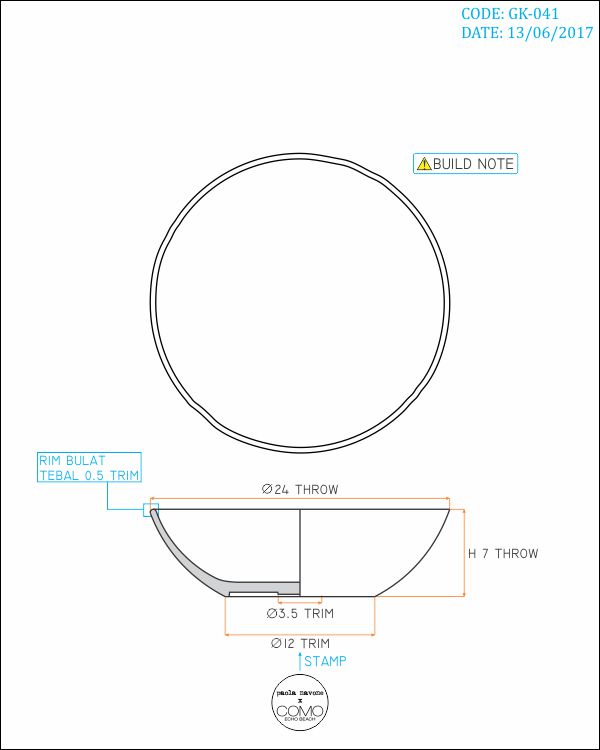 CODE: GK-041
DATE: 13/06/2017
BUILD NOTE
RIM BULAT
TEBAL 0.5 TRIM
Ø24 THROW
H 7 THROW
Ø3.5 TRIM
Ø12 TRIM
STAMP
paola navone
x
COMO
ECHO BEACH